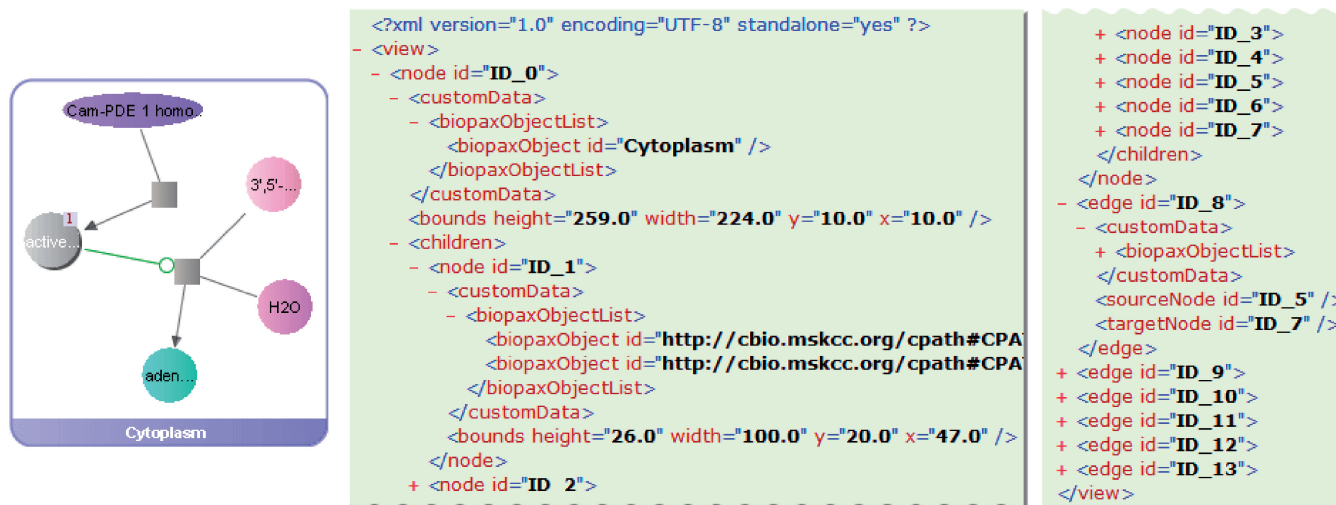 Cam-PDE 1 homo..
3',5'-...
1
active...
H2O
aden...
Cytoplasm
<?xml version="1.0" encoding="UTF-8" standalone="yes" ?>
- <view>
- <node id="ID_0">
- <customData>
- <biopaxObjectList>
<biopaxObject id="Cytoplasm" />
</biopaxObjectList>
</customData>
<bounds height="259.0" width="224.0" y="10.0" x="10.0" />
- <children>
- <node id="ID_1">
- <customData>
- <biopaxObjectList>
<biopaxObject id="http://cbio.mskcc.org/cpath#CPA
<biopaxObject id="http://cbio.mskcc.org/cpath#CPA
</biopaxObjectList>
</customData>
<bounds height="26.0" width="100.0" y="20.0" x="47.0" />
</node>
+ <node id="ID_2">
+ <node id="ID_3">
+ <node id="ID_4">
+ <node id="ID_5">
+ <node id="ID_6">
+ <node id="ID_7">
</children>
</node>
- <edge id="ID_8">
- <customData>
+ <biopaxObjectList>
</customData>
<sourceNode id="ID_5" />
<targetNode id="ID_7" />
</edge>
+ <edge id="ID_9">
+ <edge id="ID_10">
+ <edge id="ID_11">
+ <edge id="ID_12">
+ <edge id="ID_13">
</view>